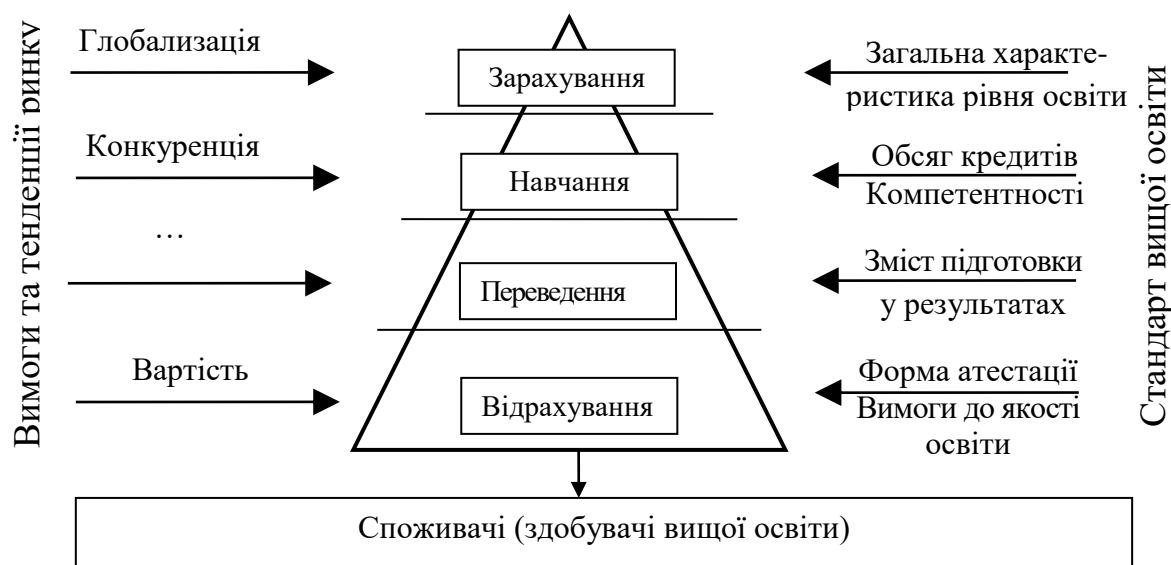 Вимоги та тенденції ринку
Глобализація
Конкуренція
…
Вартість
Зарахування
Навчання
Переведення
Відрахування
Загальна характе-
ристика рівня освіти
Обсяг кредитів
Компетентності
Зміст підготовки
у результатах
Форма атестації
Вимоги до якості
освіти
Стандарт вищої освіти
Споживачі (здобувачі вищої освіти)